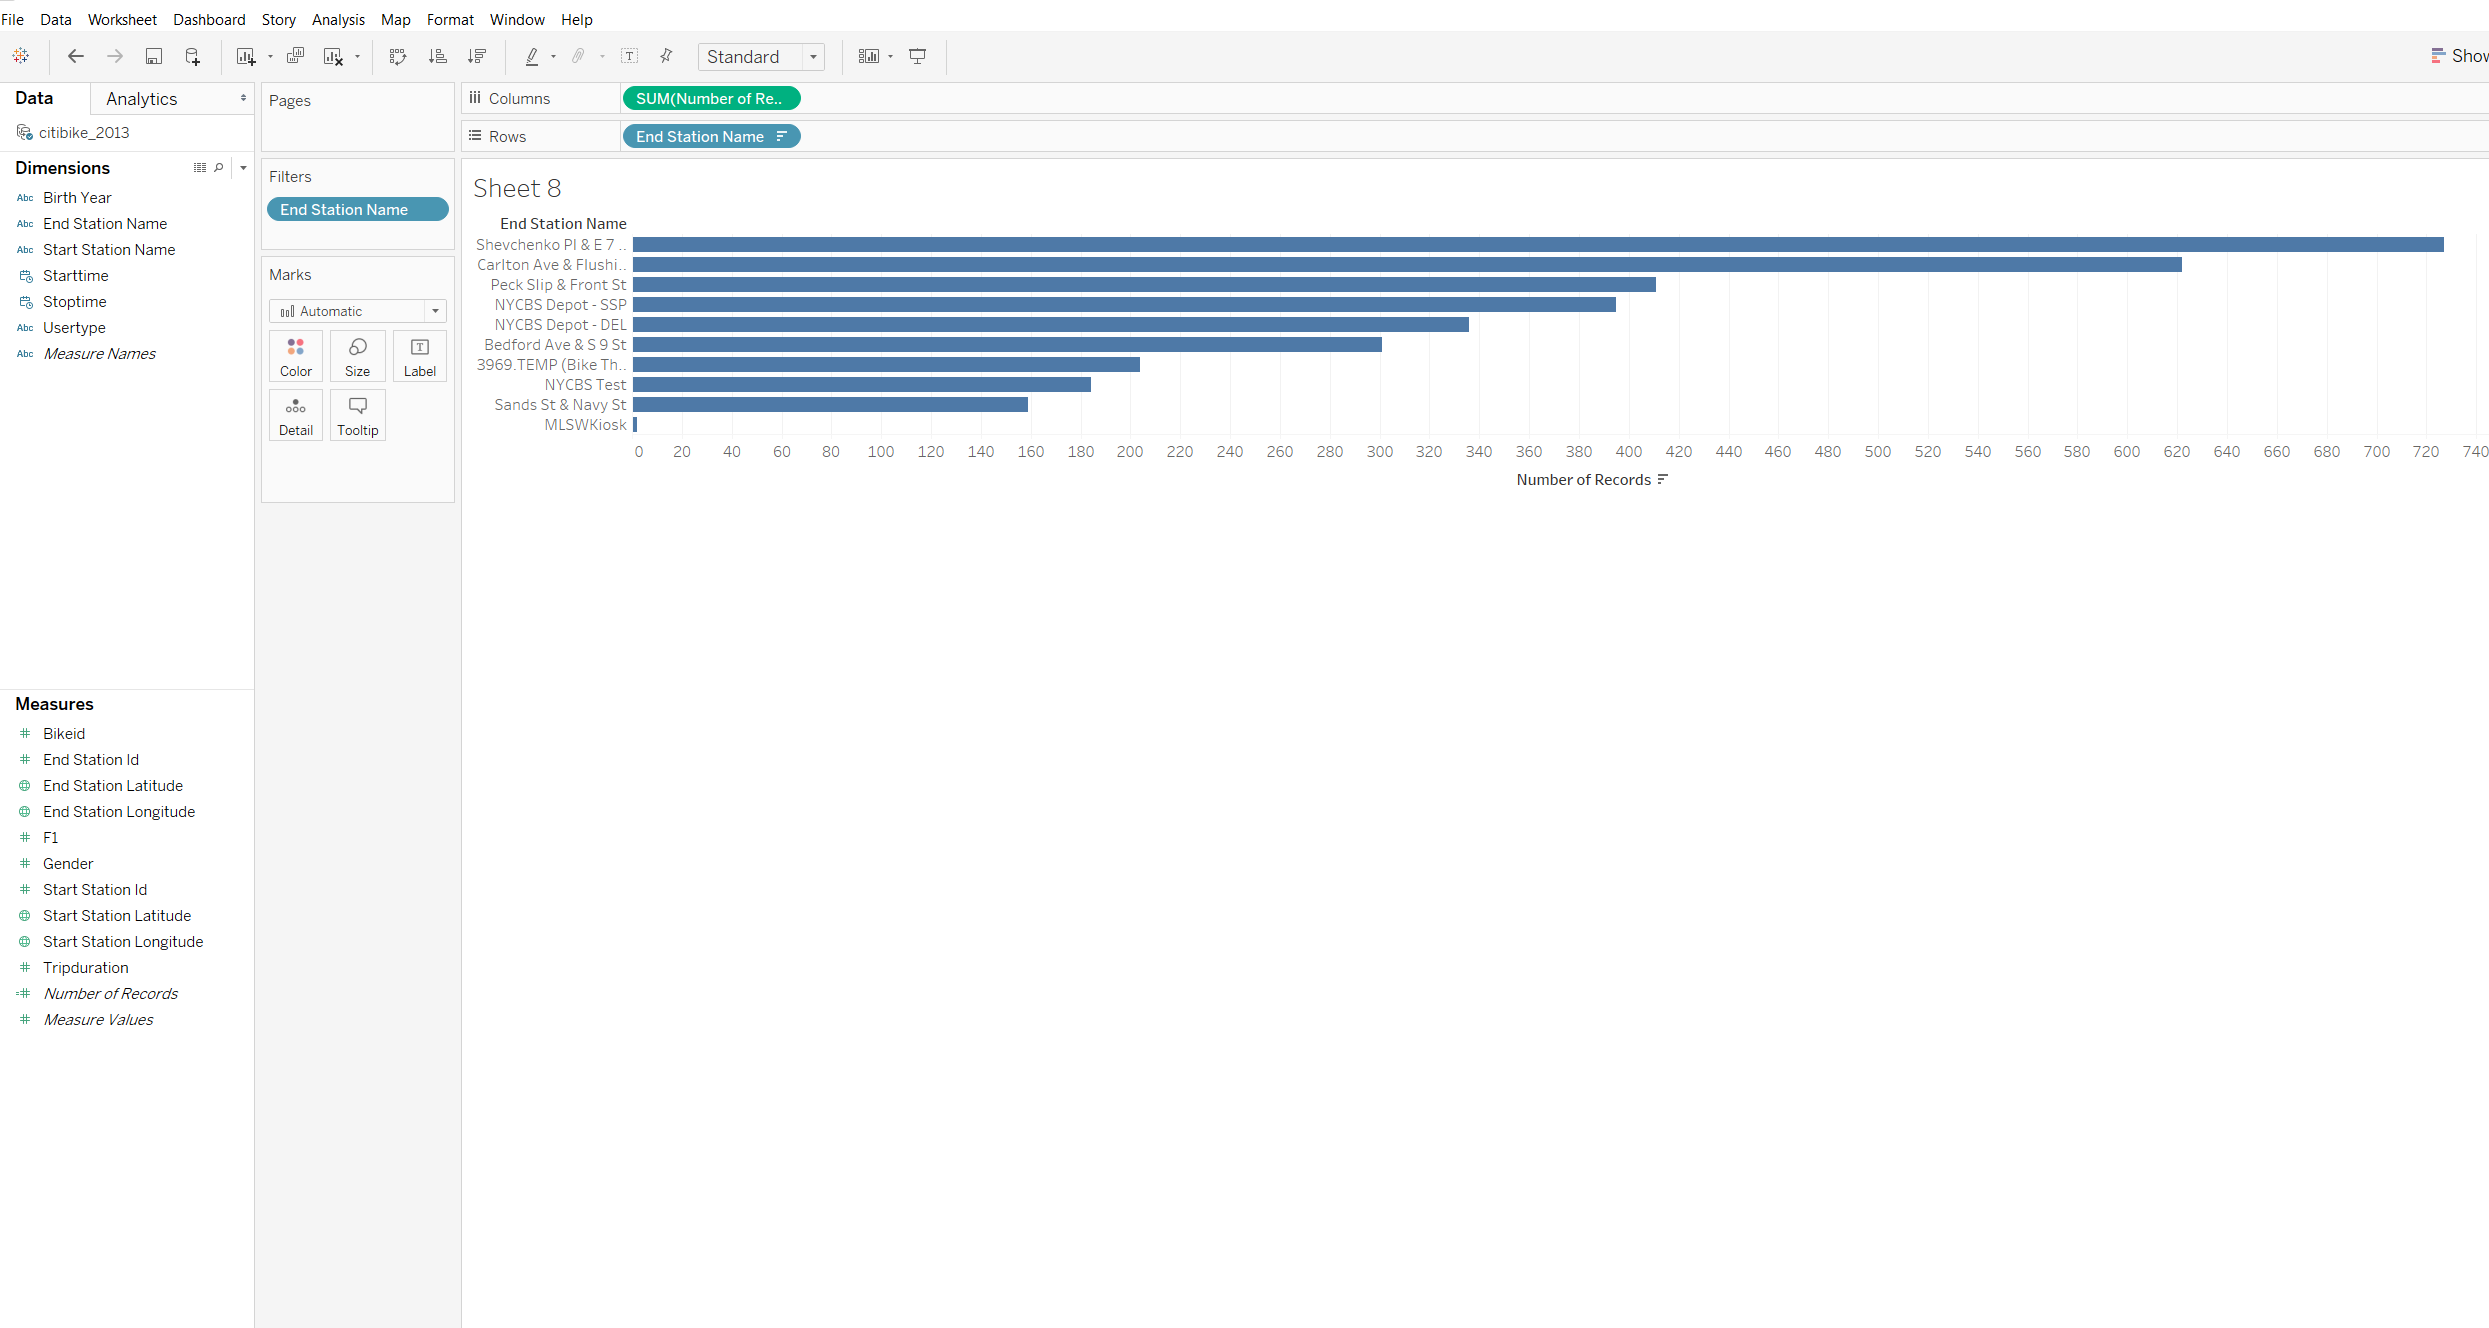 File Data Worksheet Dashboard Story Analysis Map Format Window Help
Standard
Show
Data
Analytics
citibike_2013
Dimensions
Abc Birth Year
Abc End Station Name
Abc Start Station Name
Starttime
Stoptime
Abc Usertype
Abc Measure Names
Measures
# Bikeid
# End Station Id
End Station Latitude
End Station Longitude
# F1
# Gender
# Start Station Id
Start Station Latitude
Start Station Longitude
# Tripduration
=# Number of Records
# Measure Values
Pages
Filters
End Station Name
Marks
Automatic
Color Size T Label
Detail Tooltip
Columns SUM(Number of Re..
Rows End Station Name
Sheet 8
End Station Name
Shevchenko Pl & E 7 ..
Carlton Ave & Flushi..
Peck Slip & Front St
NYCBS Depot - SSP
NYCBS Depot - DEL
Bedford Ave & S 9 St
3969.TEMP (Bike Th..
NYCBS Test
Sands St & Navy St
MLSWKiosk
0 20 40 60 80 100 120 140 160 180 200 220 240 260 280 300 320 340 360 380 400 420 440 460 480 500 520 540 560 580 600 620 640 660 680 700 720 740
Number of Records